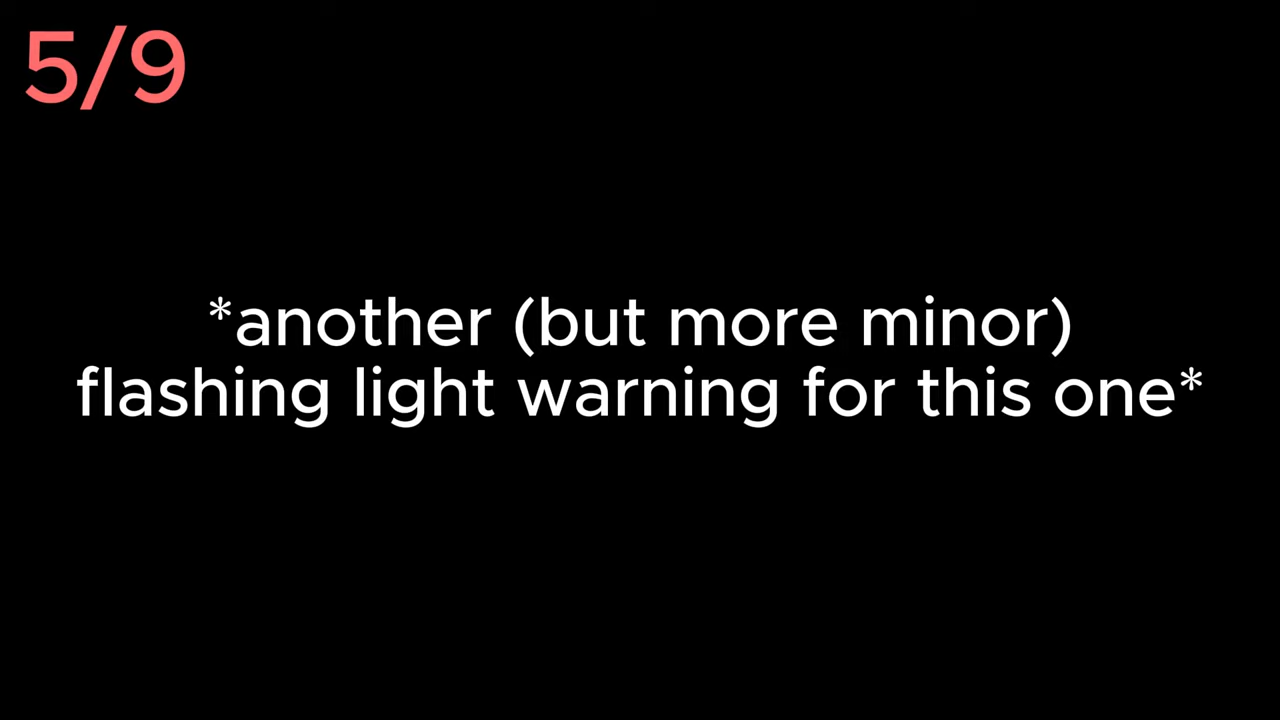 5/9
*another (but more minor)
flashing light warning for this one*